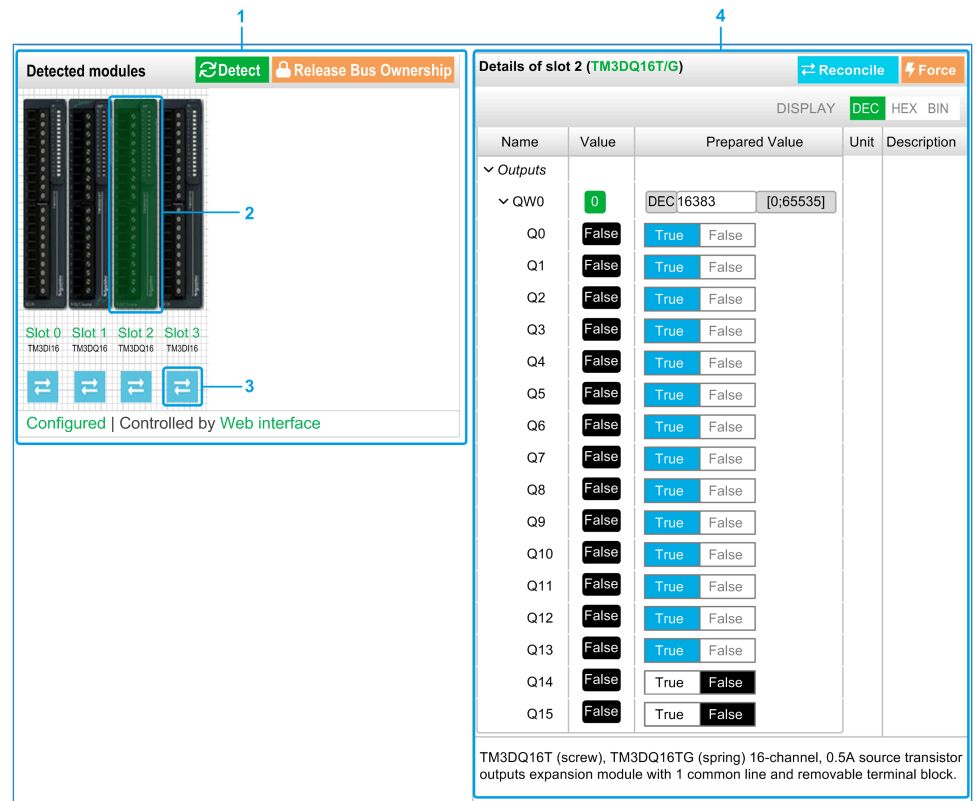 1
4
Detected modules
Detect
Release Bus Ownership
2
Slot 0 Slot 1 Slot 2 Slot 3
TM3DI16 TM3DQ16 TM3DQ16 TM3DI16
3
Configured | Controlled by Web interface
Details of slot 2 (TM3DQ16T/G)
Reconcile
Force
DISPLAY DEC HEX BIN
Name Value Prepared Value Unit Description
Outputs
QW0 0 DEC 16383 [0;65535]
Q0 False True False
Q1 False True False
Q2 False True False
Q3 False True False
Q4 False True False
Q5 False True False
Q6 False True False
Q7 False True False
Q8 False True False
Q9 False True False
Q10 False True False
Q11 False True False
Q12 False True False
Q13 False True False
Q14 False True False
Q15 False True False
TM3DQ16T (screw), TM3DQ16TG (spring) 16-channel, 0.5A source transistor
outputs expansion module with 1 common line and removable terminal block.